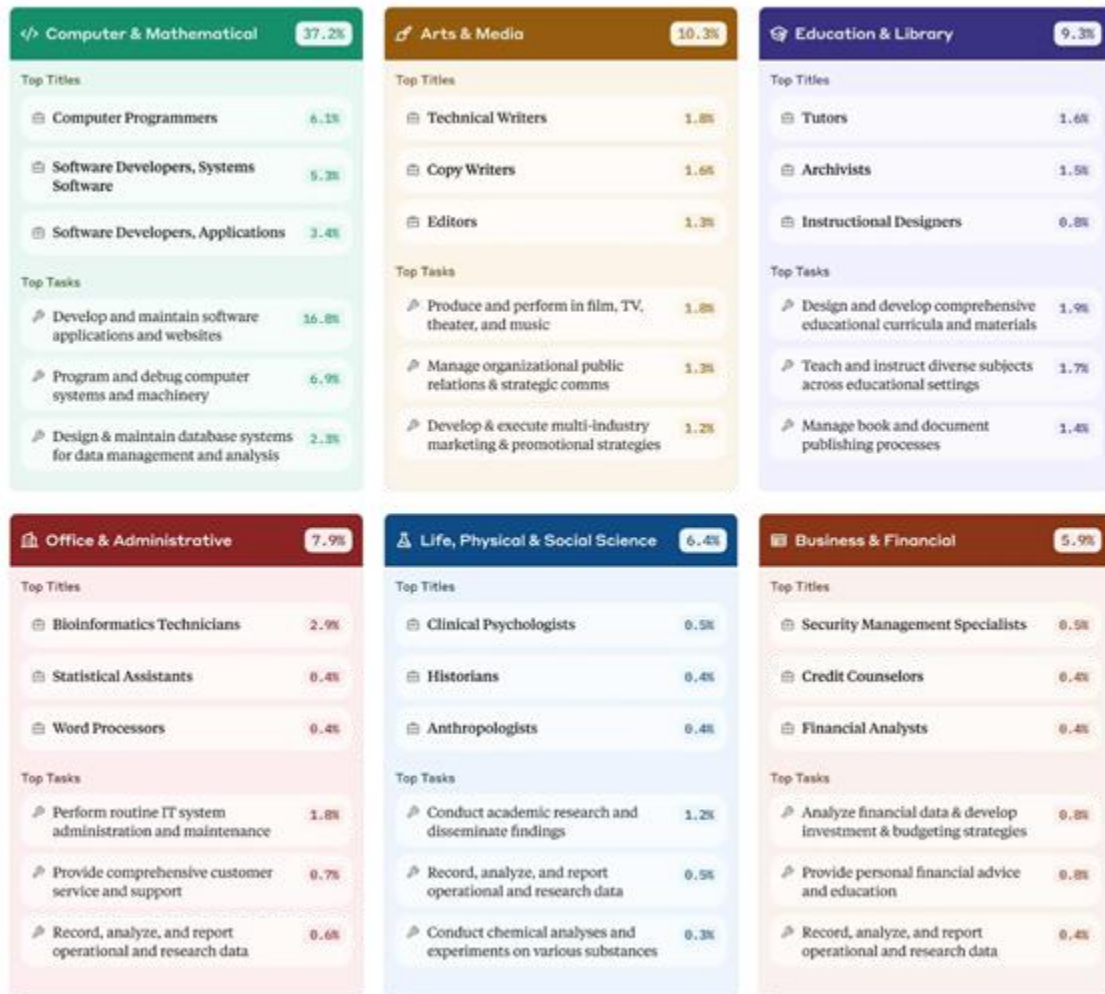 </> Computer & Mathematical 37.2%
Top Titles
Computer Programmers 6.1%
Software Developers, Systems
Software 5.3%
Software Developers, Applications 3.4%
Top Tasks
Develop and maintain software
applications and websites 16.8%
Program and debug computer
systems and machinery 6.9%
Design & maintain database systems
for data management and analysis 2.3%
Arts & Media 10.3%
Top Titles
Technical Writers 1.8%
Copy Writers 1.6%
Editors 1.3%
Top Tasks
Produce and perform in film, TV,
theater, and music 1.8%
Manage organizational public
relations & strategic comms 1.3%
Develop & execute multi-industry
marketing & promotional strategies 1.2%
Education & Library 9.3%
Top Titles
Tutors 1.6%
Archivists 1.5%
Instructional Designers 0.8%
Top Tasks
Design and develop comprehensive
educational curricula and materials 1.9%
Teach and instruct diverse subjects
across educational settings 1.7%
Manage book and document
publishing processes 1.4%
Office & Administrative 7.9%
Top Titles
Bioinformatics Technicians 2.9%
Statistical Assistants 0.4%
Word Processors 0.4%
Top Tasks
Perform routine IT system
administration and maintenance 1.8%
Provide comprehensive customer
service and support 0.7%
Record, analyze, and report
operational and research data 0.6%
Life, Physical & Social Science 6.4%
Top Titles
Clinical Psychologists 0.5%
Historians 0.4%
Anthropologists 0.4%
Top Tasks
Conduct academic research and
disseminate findings 1.2%
Record, analyze, and report
operational and research data 0.5%
Conduct chemical analyses and
experiments on various substances 0.3%
Business & Financial 5.9%
Top Titles
Security Management Specialists 0.5%
Credit Counselors 0.4%
Financial Analysts 0.4%
Top Tasks
Analyze financial data & develop
investment & budgeting strategies 0.8%
Provide personal financial advice
and education 0.8%
Record, analyze, and report
operational and research data 0.4%